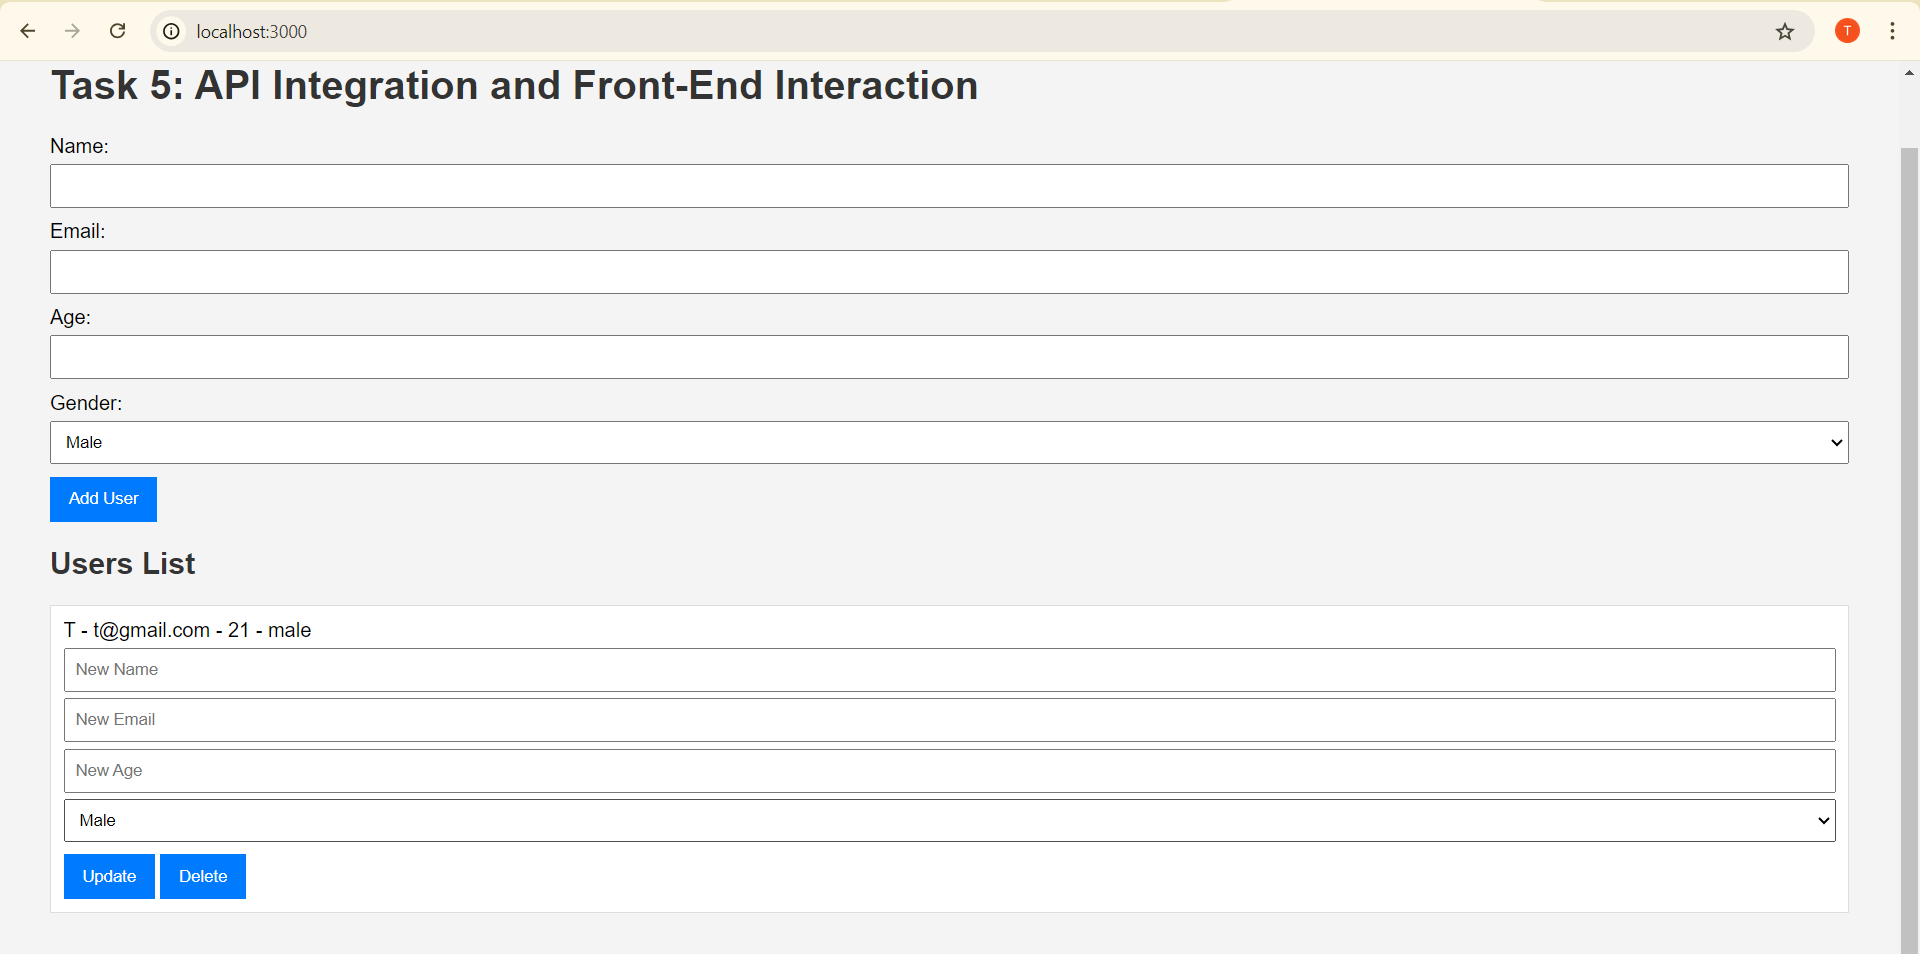 localhost:3000
T
Task 5: API Integration and Front-End Interaction
Name:
Email:
Age:
Gender:
Male
Add User
Users List
T - t@gmail.com - 21 - male
New Name
New Email
New Age
Male
Update Delete